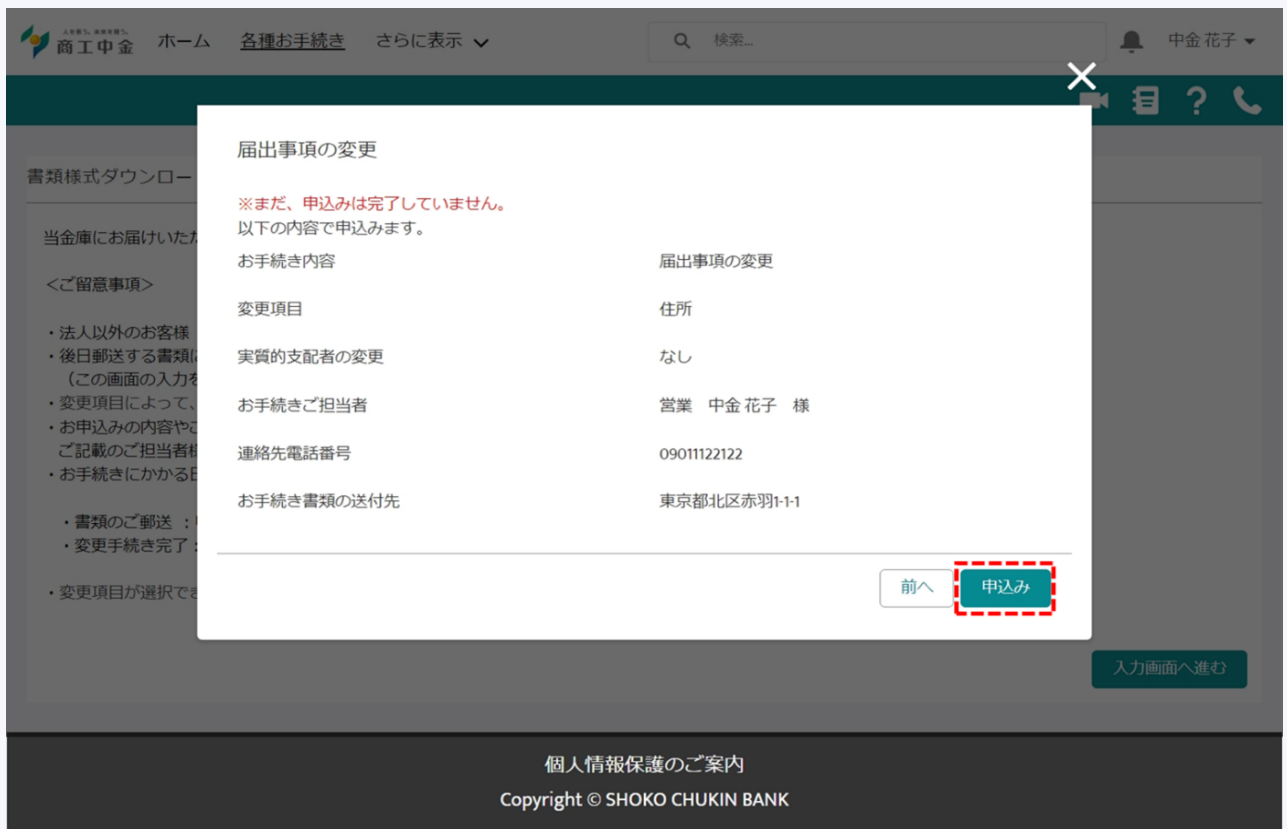 人を思う。未来を想う。
商工中金 ホーム 各種お手続き さらに表示 検索... 中金 花子
届出事項の変更
書類様式ダウンロー
※まだ、申込みは完了していません。
以下の内容で申込みます。
当金庫にお届けいただ
お手続き内容 届出事項の変更
<ご留意事項>
変更項目 住所
・法人以外のお客様
・後日郵送する書類に
(この画面の入力を
実質的支配者の変更 なし
・変更項目によって、
お手続きご担当者 営業 中金 花子 様
・お申込みの内容やご
ご記載のご担当者様
連絡先電話番号 09011122122
・お手続きにかかる日
お手続き書類の送付先 東京都北区赤羽1-1-1
・書類のご郵送 :
・変更手続き完了:
・変更項目が選択でき
前へ 申込み
入力画面へ進む
個人情報保護のご案内
Copyright © SHOKO CHUKIN BANK